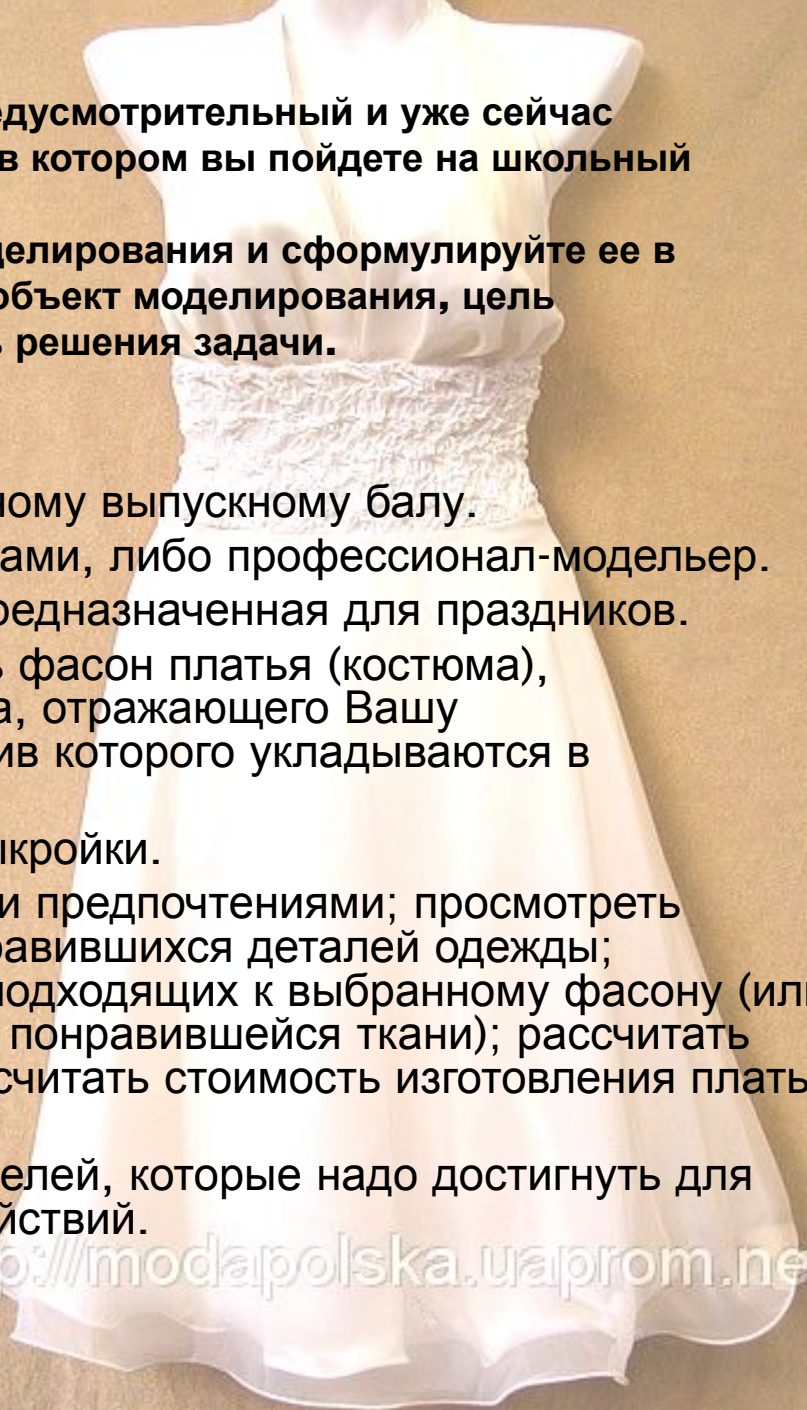 едусмотрительный и уже сейчас
в котором вы пойдете на школьный
делирования и сформулируйте ее в
объект моделирования, цель
ь решения задачи.
ному выпускному балу.
ами, либо профессионал-модельер.
редназначенная для праздников.
ь фасон платья (костюма),
а, отражающего Вашу
ив которого укладываются в
ыкройки.
и предпочтениями; просмотреть
равившихся деталей одежды;
подходящих к выбранному фасону (или
понравившейся ткани); рассчитать
считать стоимость изготовления плать
елей, которые надо достигнуть для
йствий.
p://modapolska.uaprom.ne